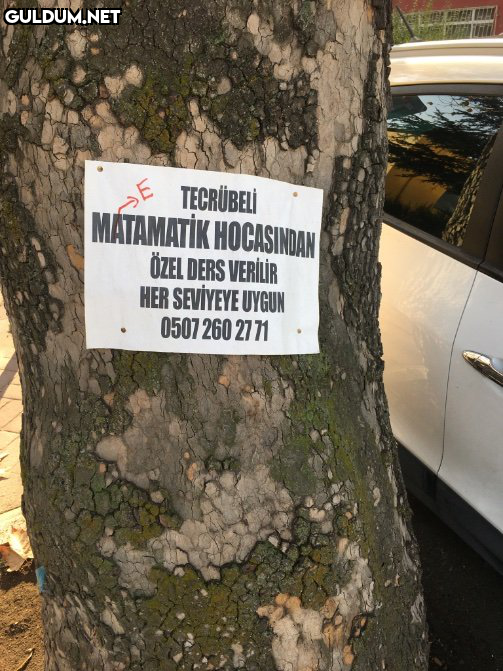 GULDUM.NET
E
TECRÜBELİ
MATAMATİK HOCASINDAN
ÖZEL DERS VERİLİR
HER SEVİYEYE UYGUN
0507 260 27 71